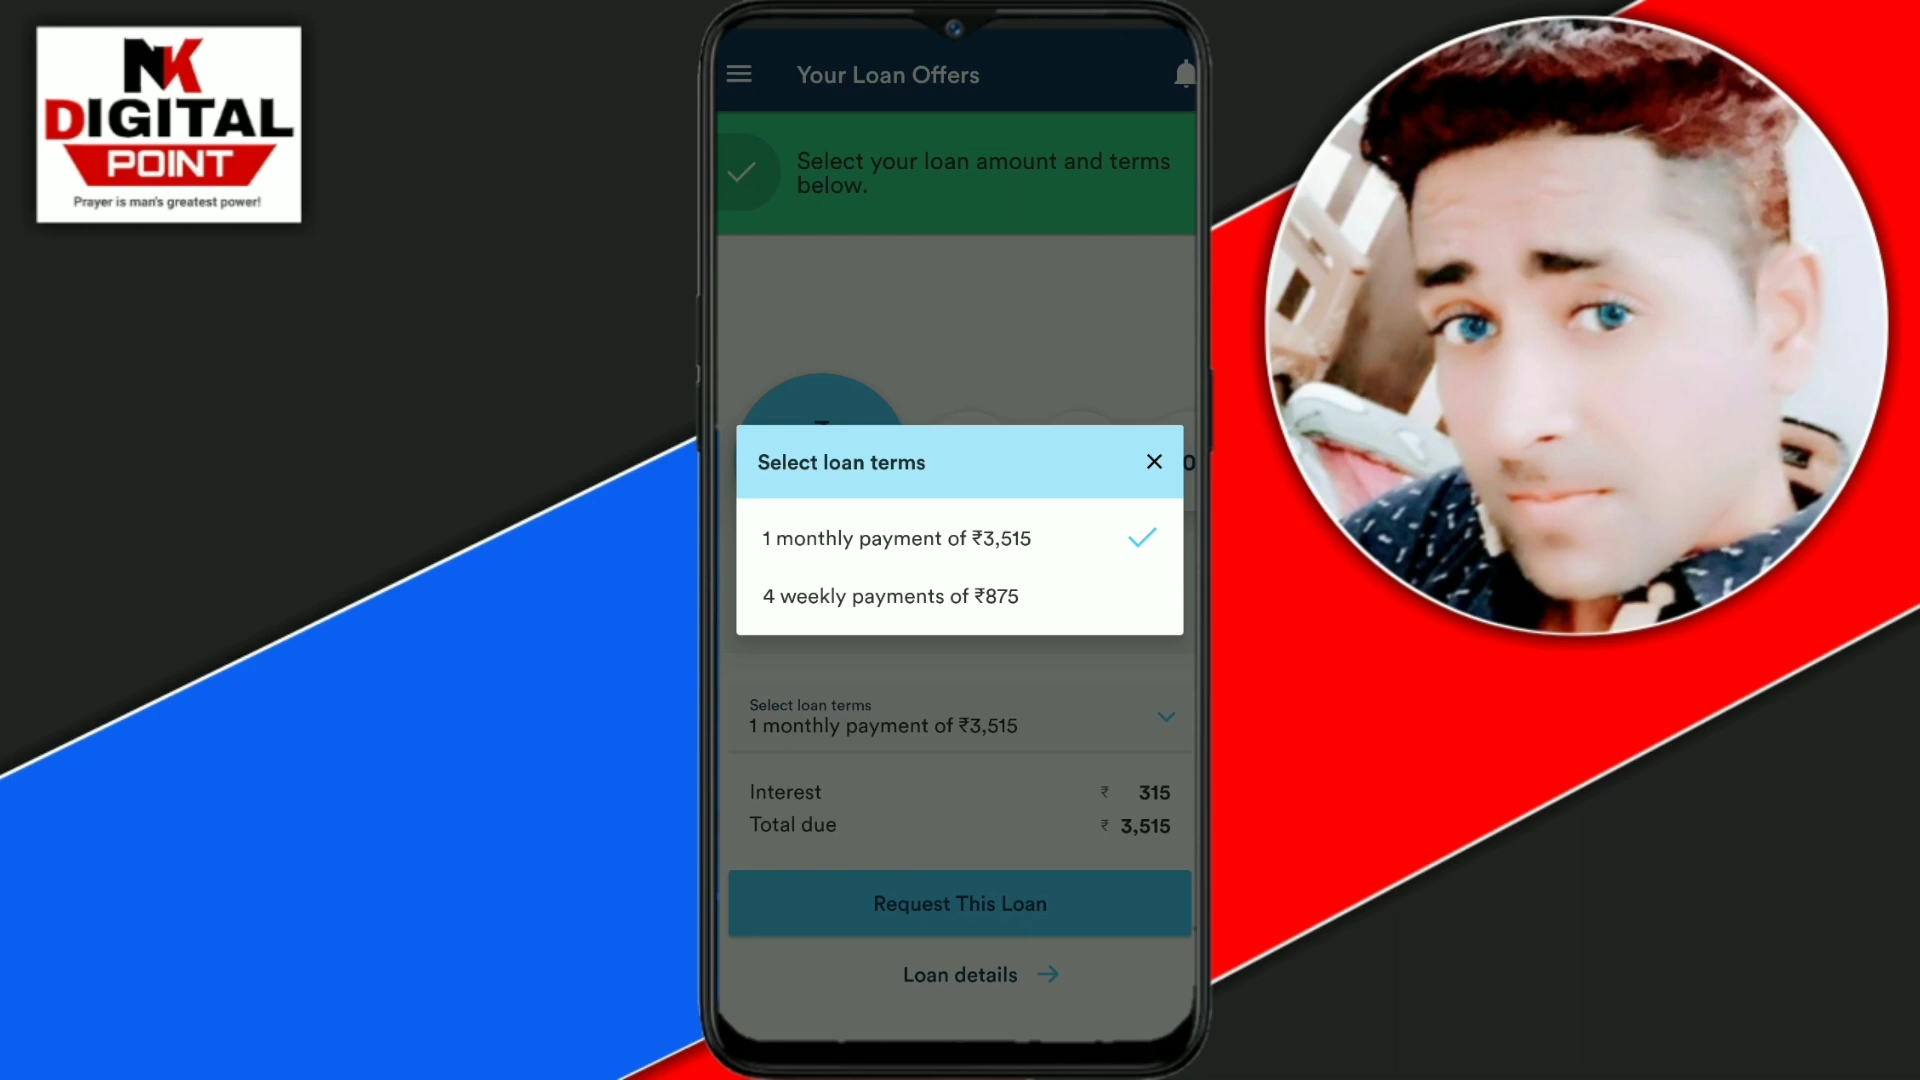 NK
DIGITAL
POINT
Prayer is man's greatest power!
Your Loan Offers
Select your loan amount and terms
below.
Select loan terms
0
1 monthly payment of ₹3,515
4 weekly payments of ₹875
Select loan terms
1 monthly payment of ₹3,515
Interest ₹ 315
Total due ₹ 3,515
Request This Loan
Loan details